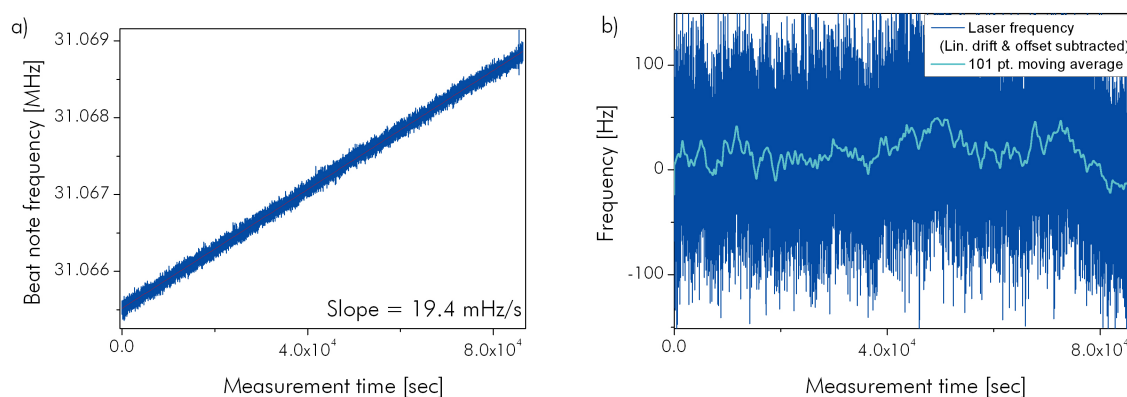 a)
Beat note frequency [MHz]
31.069
31.068
31.067
31.066
Slope = 19.4 mHz/s
0.0
4.0x10⁴
8.0x10⁴
Measurement time [sec]
b)
Frequency [Hz]
100
0
-100
Laser frequency
(Lin. drift & offset subtracted)
101 pt. moving average
0.0
4.0x10⁴
8.0x10⁴
Measurement time [sec]